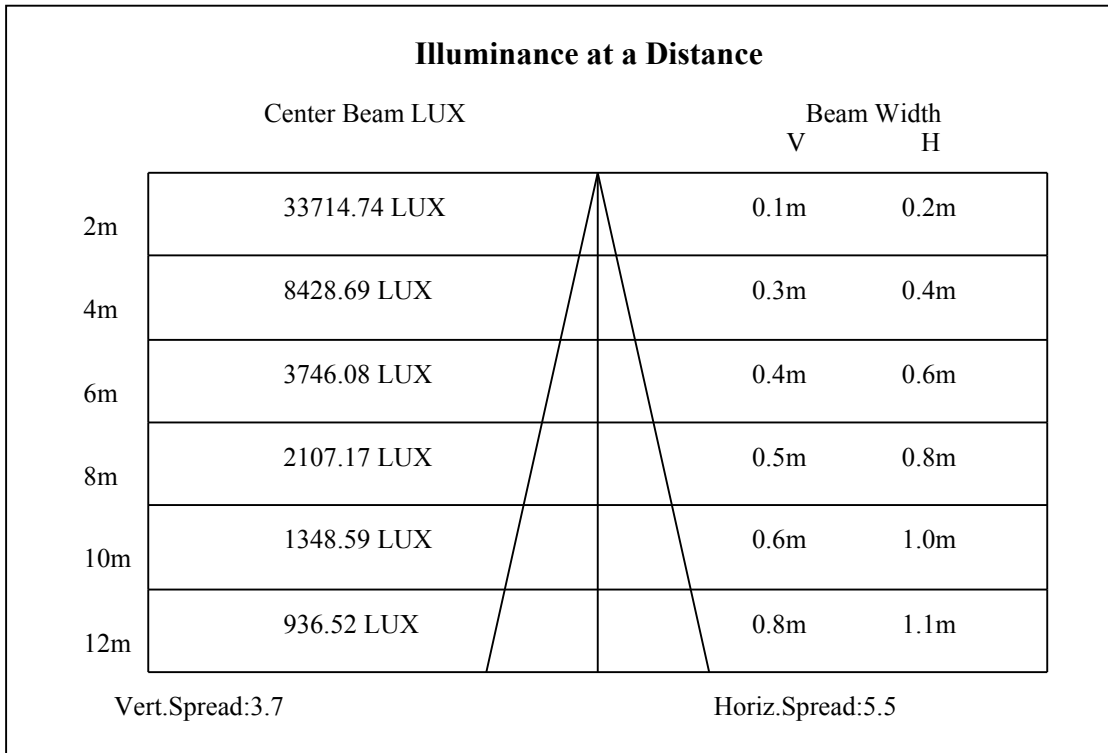 Illuminance at a Distance
Center Beam LUX Beam Width
V H
33714.74 LUX 0.1m 0.2m
2m
8428.69 LUX 0.3m 0.4m
4m
3746.08 LUX 0.4m 0.6m
6m
2107.17 LUX 0.5m 0.8m
8m
1348.59 LUX 0.6m 1.0m
10m
936.52 LUX 0.8m 1.1m
12m
Vert.Spread:3.7 Horiz.Spread:5.5